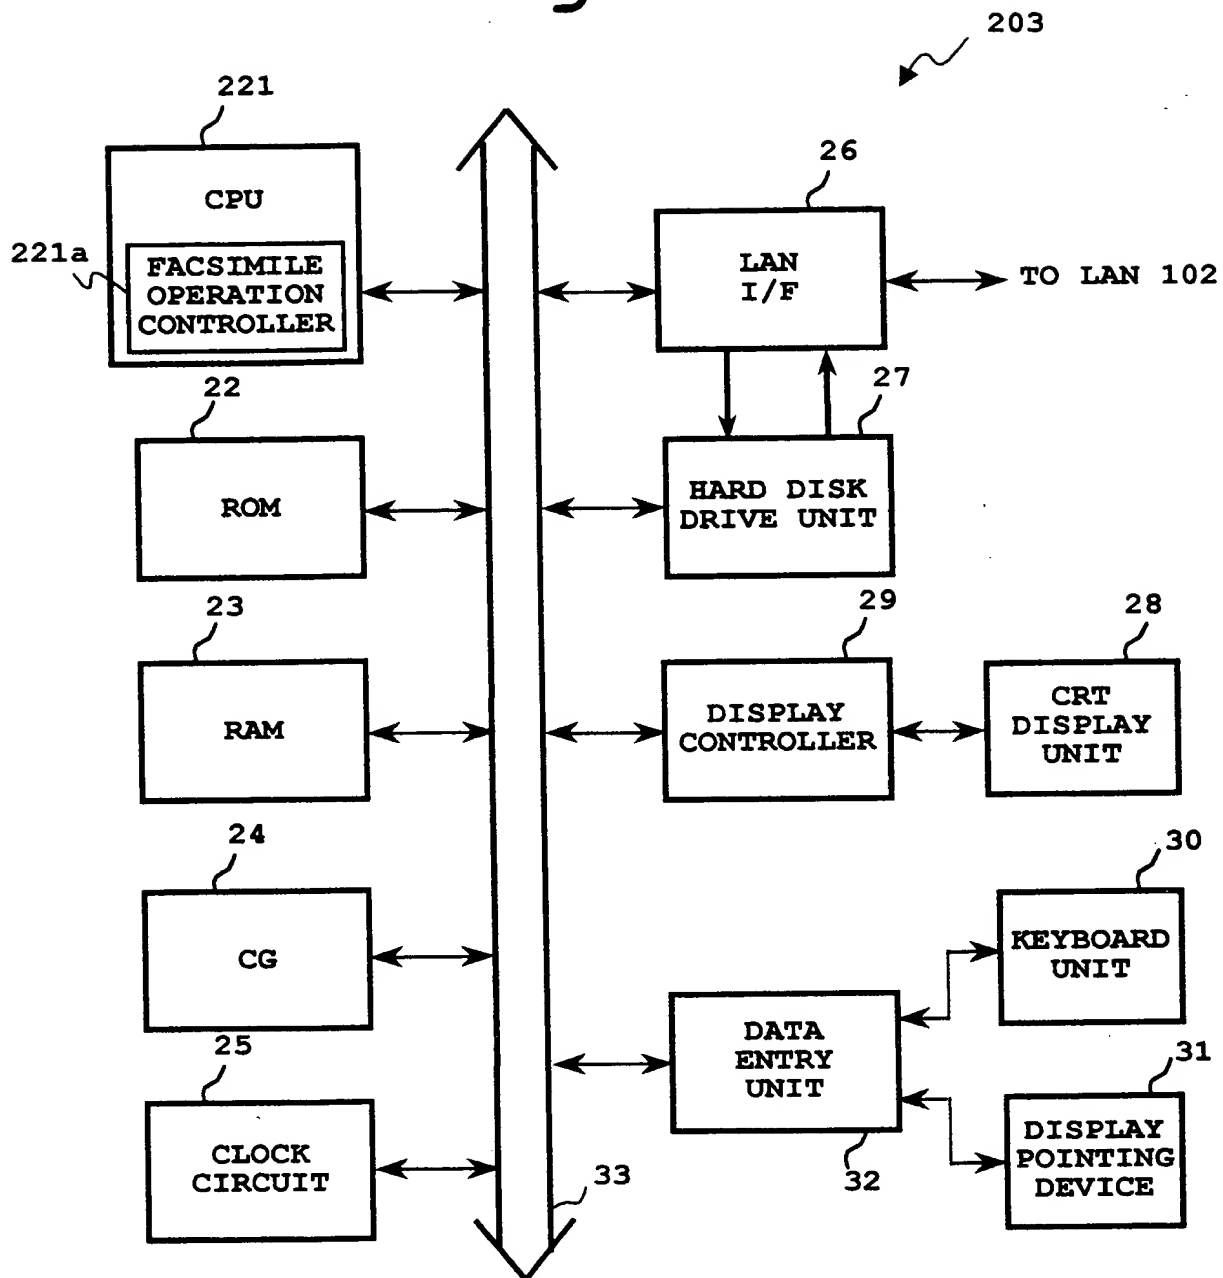 203
221
CPU
221a
FACSIMILE
OPERATION
CONTROLLER
26
LAN
I/F
TO LAN 102
22
ROM
27
HARD DISK
DRIVE UNIT
23
RAM
29
DISPLAY
CONTROLLER
28
CRT
DISPLAY
UNIT
24
CG
30
KEYBOARD
UNIT
25
CLOCK
CIRCUIT
DATA
ENTRY
UNIT
32
31
DISPLAY
POINTING
DEVICE
33